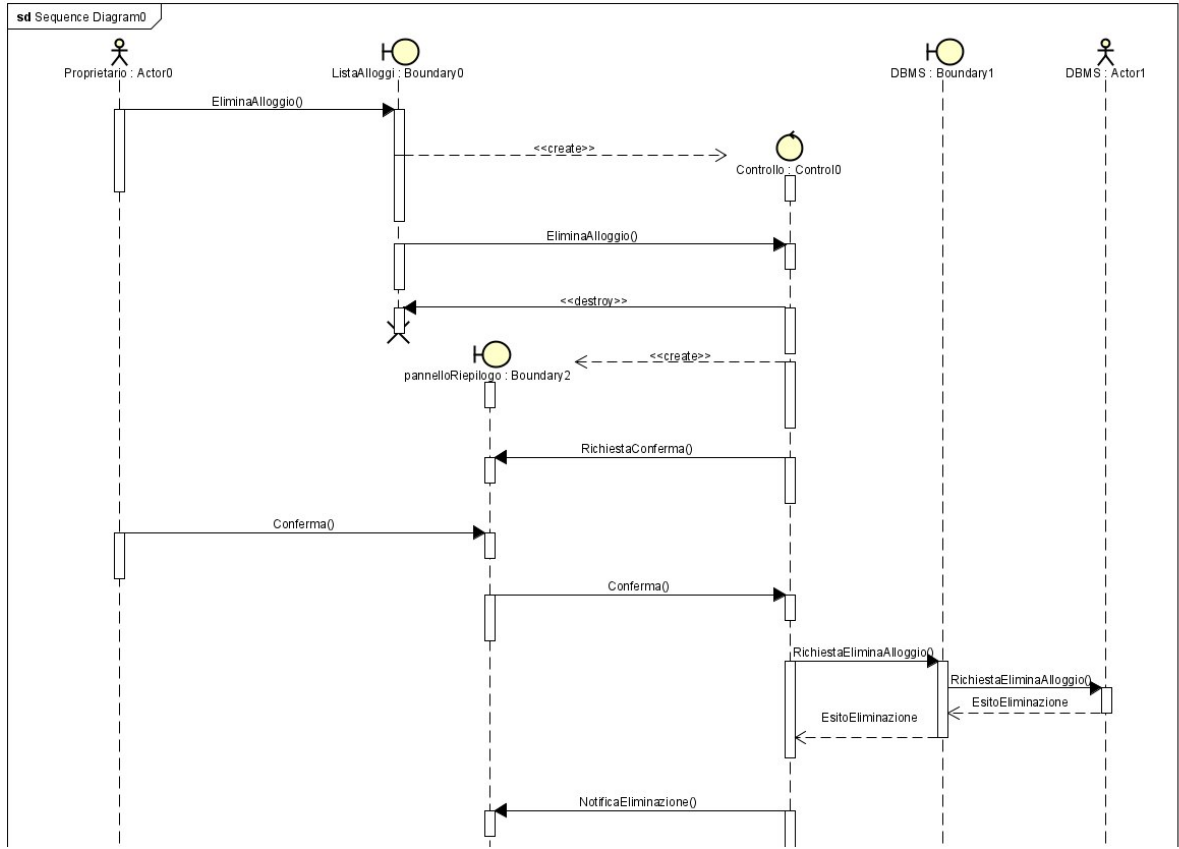 sd Sequence Diagram0
Proprietario : Actor0
ListaAlloggi : Boundary0
DBMS : Boundary1
DBMS : Actor1
EliminaAlloggio()
<<create>>
Controllo : Control0
EliminaAlloggio()
<<destroy>>
<<create>>
pannelloRiepilogo : Boundary2
RichiestaConferma()
Conferma()
Conferma()
RichiestaEliminaAlloggio()
RichiestaEliminaAlloggio()
EsitoEliminazione
EsitoEliminazione
NotificaEliminazione()